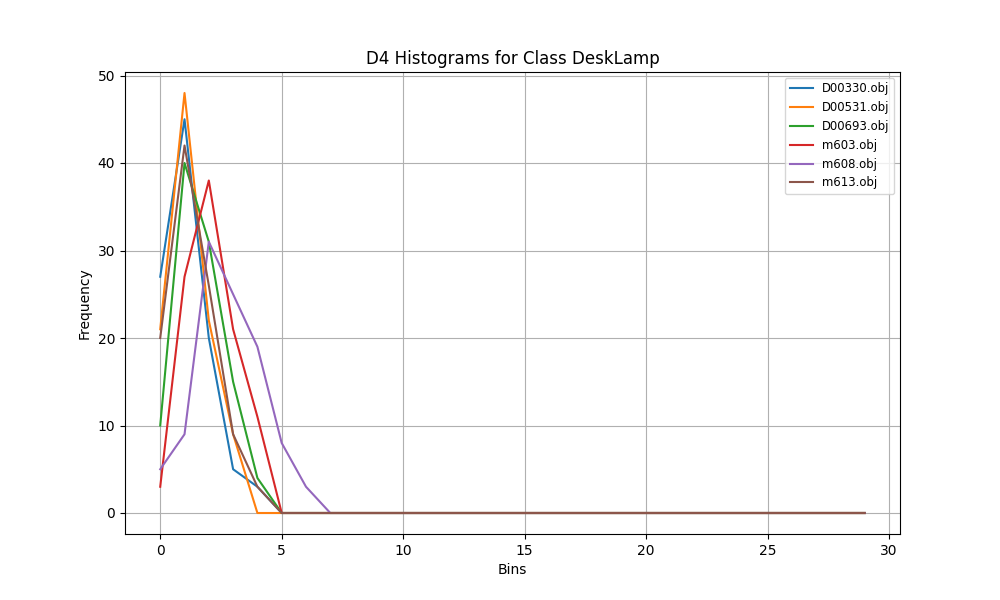 D4 Histograms for Class DeskLamp
50
40
30
20
10
0
Frequency
0 5 10 15 20 25 30
Bins
D00330.obj
D00531.obj
D00693.obj
m603.obj
m608.obj
m613.obj